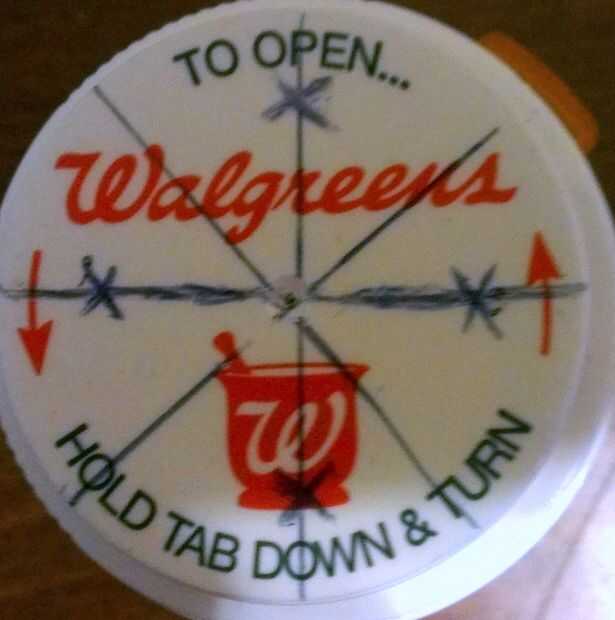 TO OPEN...
Walgreens
W
HOLD TAB DOWN & TURN